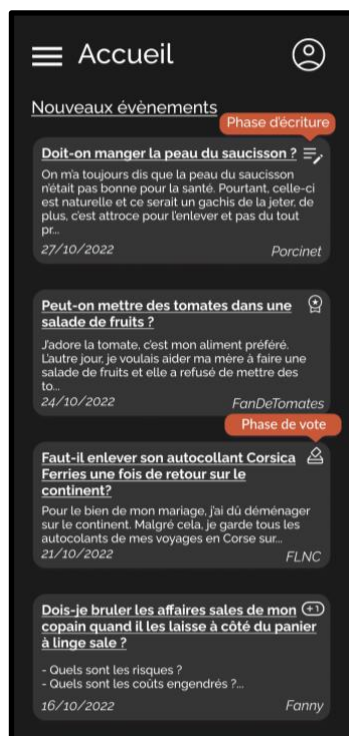 Accueil
Nouveaux évènements
Phase d'écriture
Doit-on manger la peau du saucisson ?
On m'a toujours dis que la peau du saucisson
n'était pas bonne pour la santé. Pourtant, celle-ci
est naturelle et ce serait un gachis de la jeter, de
plus, c'est attroce pour l'enlever et pas du tout
pr...
27/10/2022
Porcinet
Peut-on mettre des tomates dans une
salade de fruits ?
J'adore la tomate, c'est mon aliment préféré.
L'autre jour, je voulais aider ma mère à faire une
salade de fruits et elle a refusé de mettre des
to...
24/10/2022
FanDeTomates
Phase de vote
Faut-il enlever son autocollant Corsica
Ferries une fois de retour sur le
continent?
Pour le bien de mon mariage, j'ai dû déménager
sur le continent. Malgré cela, je garde tous les
autocolants de mes voyages en Corse sur...
21/10/2022
FLNC
Dois-je bruler les affaires sales de mon
+1
copain quand il les laisse à côté du panier
à linge sale ?
- Quels sont les risques ?
- Quels sont les coûts engendrés ?...
16/10/2022
Fanny